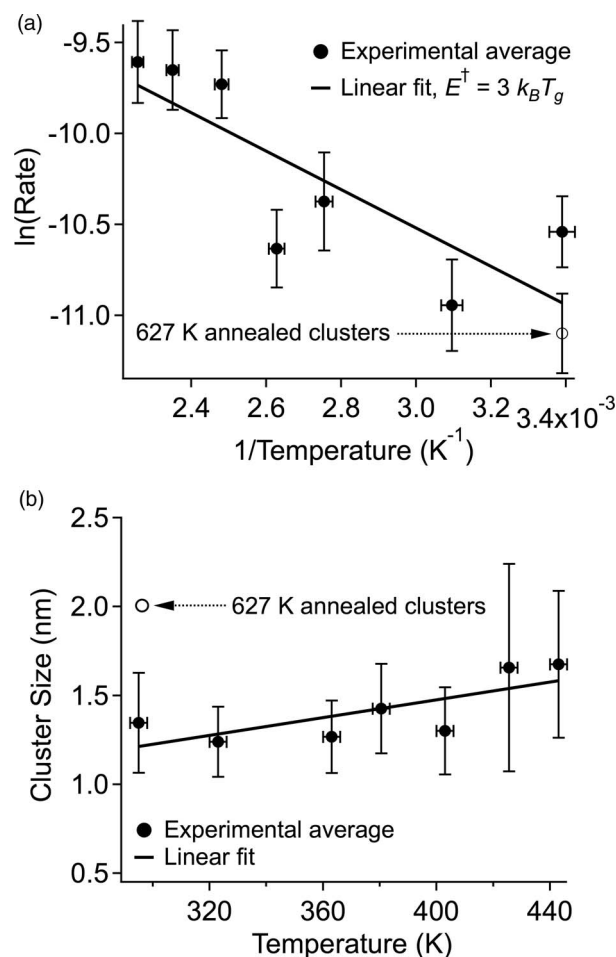 (a)
-9.5
-10.0
-10.5
-11.0
ln(Rate)
Experimental average
Linear fit, E† = 3 kBTg
627 K annealed clusters
2.4 2.6 2.8 3.0 3.2 3.4x10⁻³
1/Temperature (K⁻¹)
(b)
2.5
2.0
1.5
1.0
0.5
Cluster Size (nm)
627 K annealed clusters
Experimental average
Linear fit
320 360 400 440
Temperature (K)